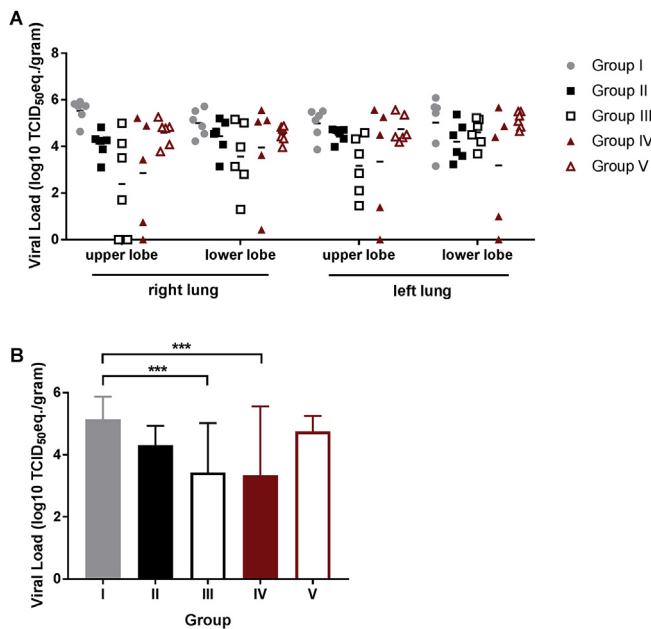 A
Viral Load (log10 TCID50eq./gram)
8
6
4
2
0
upper lobe lower lobe upper lobe lower lobe
right lung left lung
Group I
Group II
Group III
Group IV
Group V
B
Viral Load (log10 TCID50eq./gram)
6
4
2
0
***
***
I II III IV V
Group